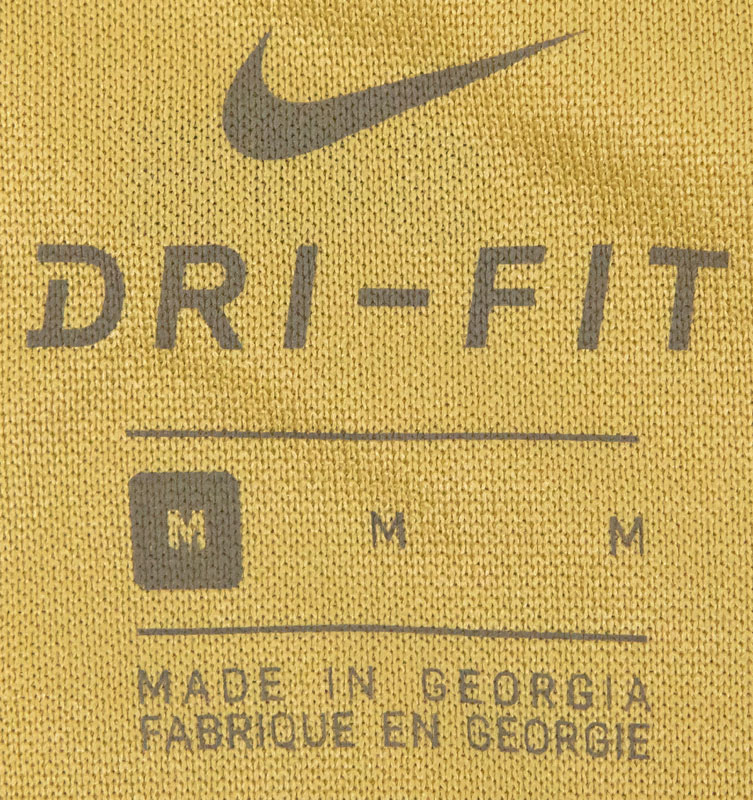 DRI-FIT
M M M
MADE IN GEORGIA
FABRIQUE EN GEORGIE